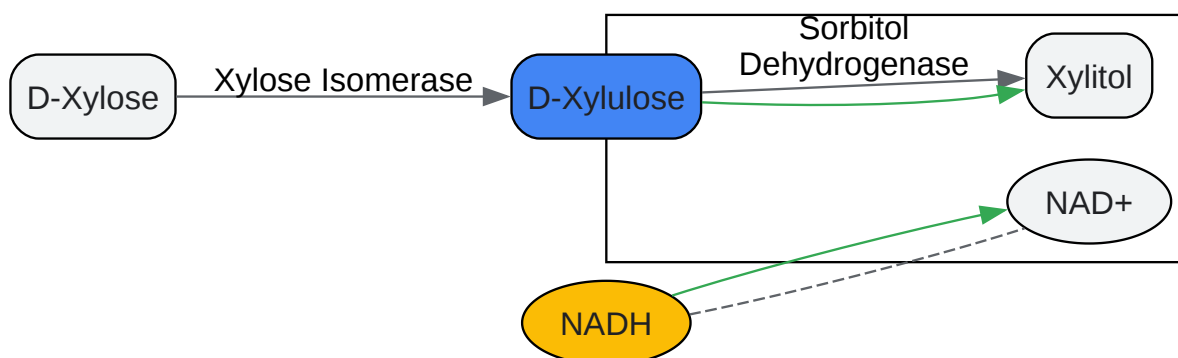 Sorbitol
Dehydrogenase
D-Xylose
Xylose Isomerase
D-Xylulose
Xylitol
NAD+
NADH